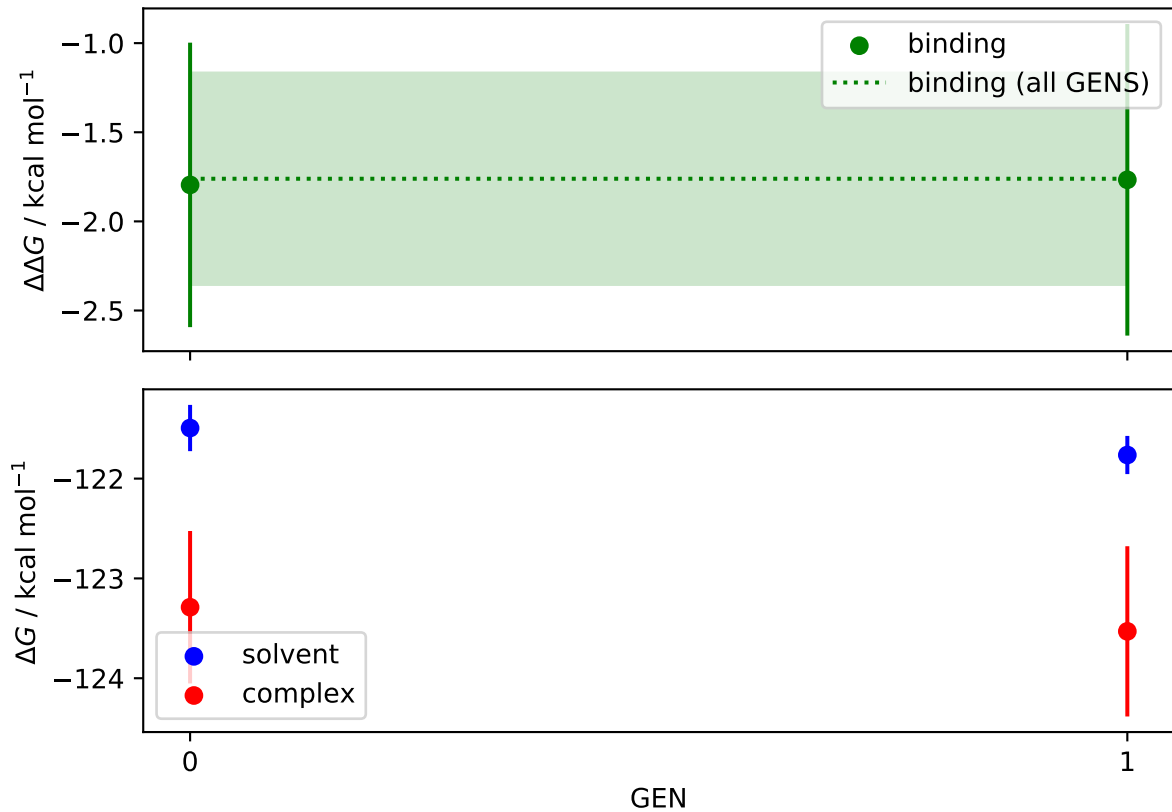 ΔΔG / kcal mol⁻¹
−1.0
−1.5
−2.0
−2.5
binding
binding (all GENS)
ΔG / kcal mol⁻¹
−122
−123
−124
solvent
complex
0
1
GEN